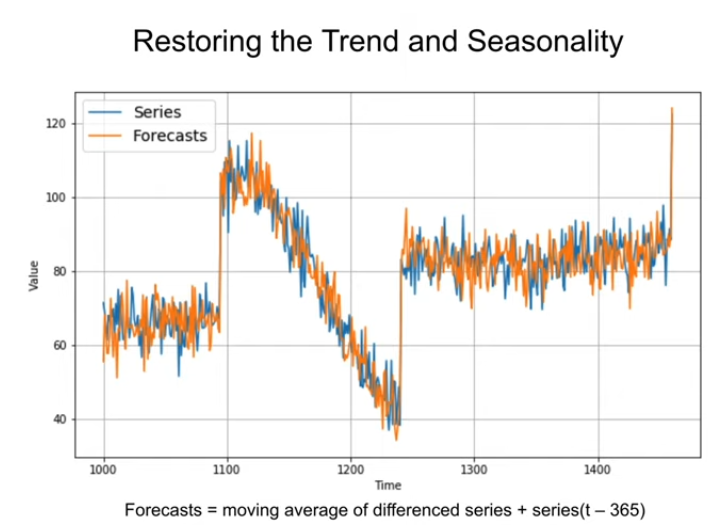 Restoring the Trend and Seasonality
Series
Forecasts
120
100
80
60
40
Value
1000 1100 1200 1300 1400
Time
Forecasts = moving average of differenced series + series(t – 365)